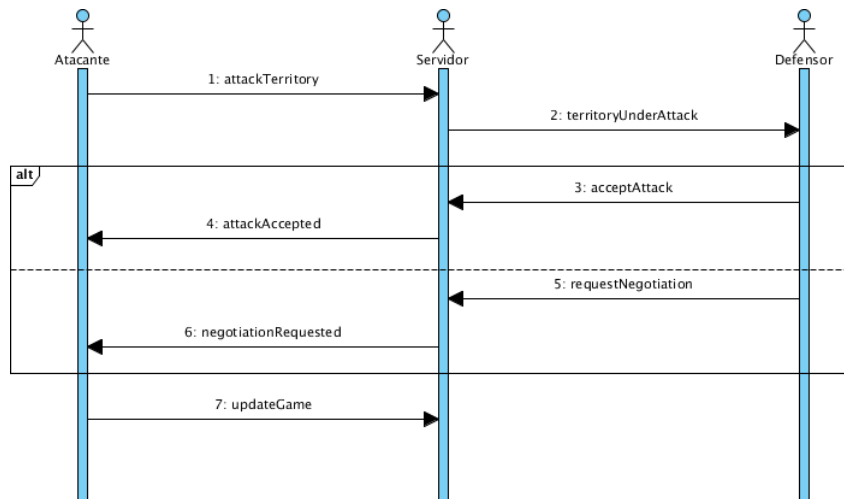 Atacante
Servidor
Defensor
1: attackTerritory
2: territoryUnderAttack
alt
3: acceptAttack
4: attackAccepted
5: requestNegotiation
6: negotiationRequested
7: updateGame